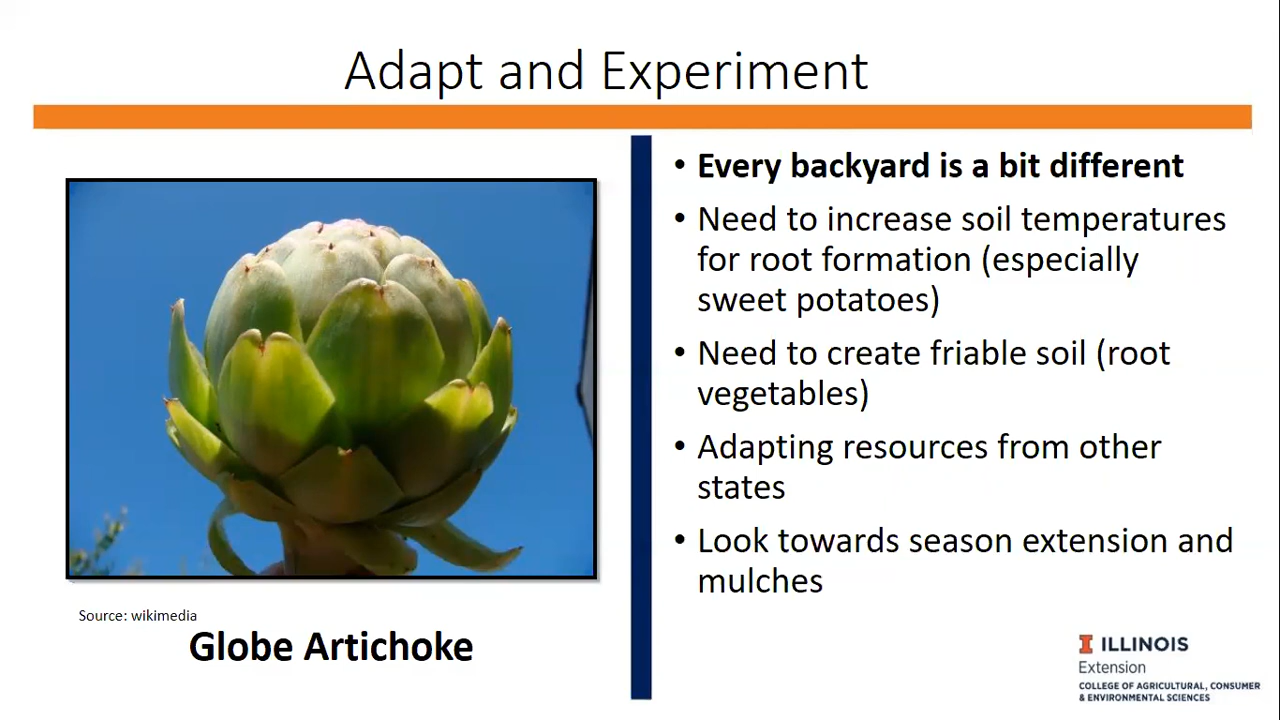 Adapt and Experiment
• Every backyard is a bit different
• Need to increase soil temperatures
for root formation (especially
sweet potatoes)
• Need to create friable soil (root
vegetables)
• Adapting resources from other
states
• Look towards season extension and
mulches
Source: wikimedia
Globe Artichoke
I ILLINOIS
Extension
COLLEGE OF AGRICULTURAL, CONSUMER
& ENVIRONMENTAL SCIENCES